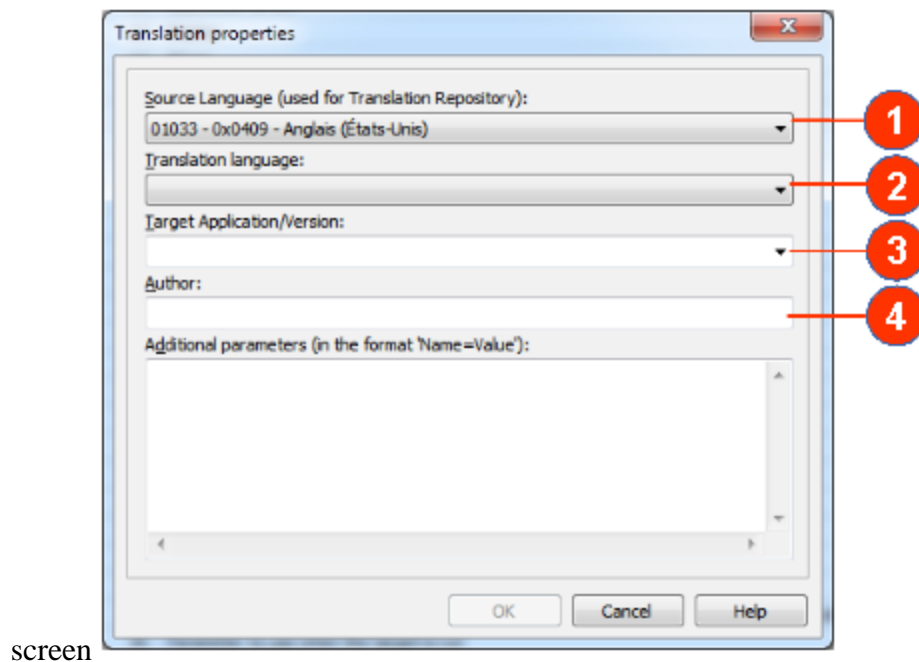 Translation properties
Source Language (used for Translation Repository):
01033 - 0x0409 - Anglais (États-Unis)
1
Translation language:
2
Target Application/Version:
3
Author:
4
Additional parameters (in the format 'Name=Value'):
OK Cancel Help
screen